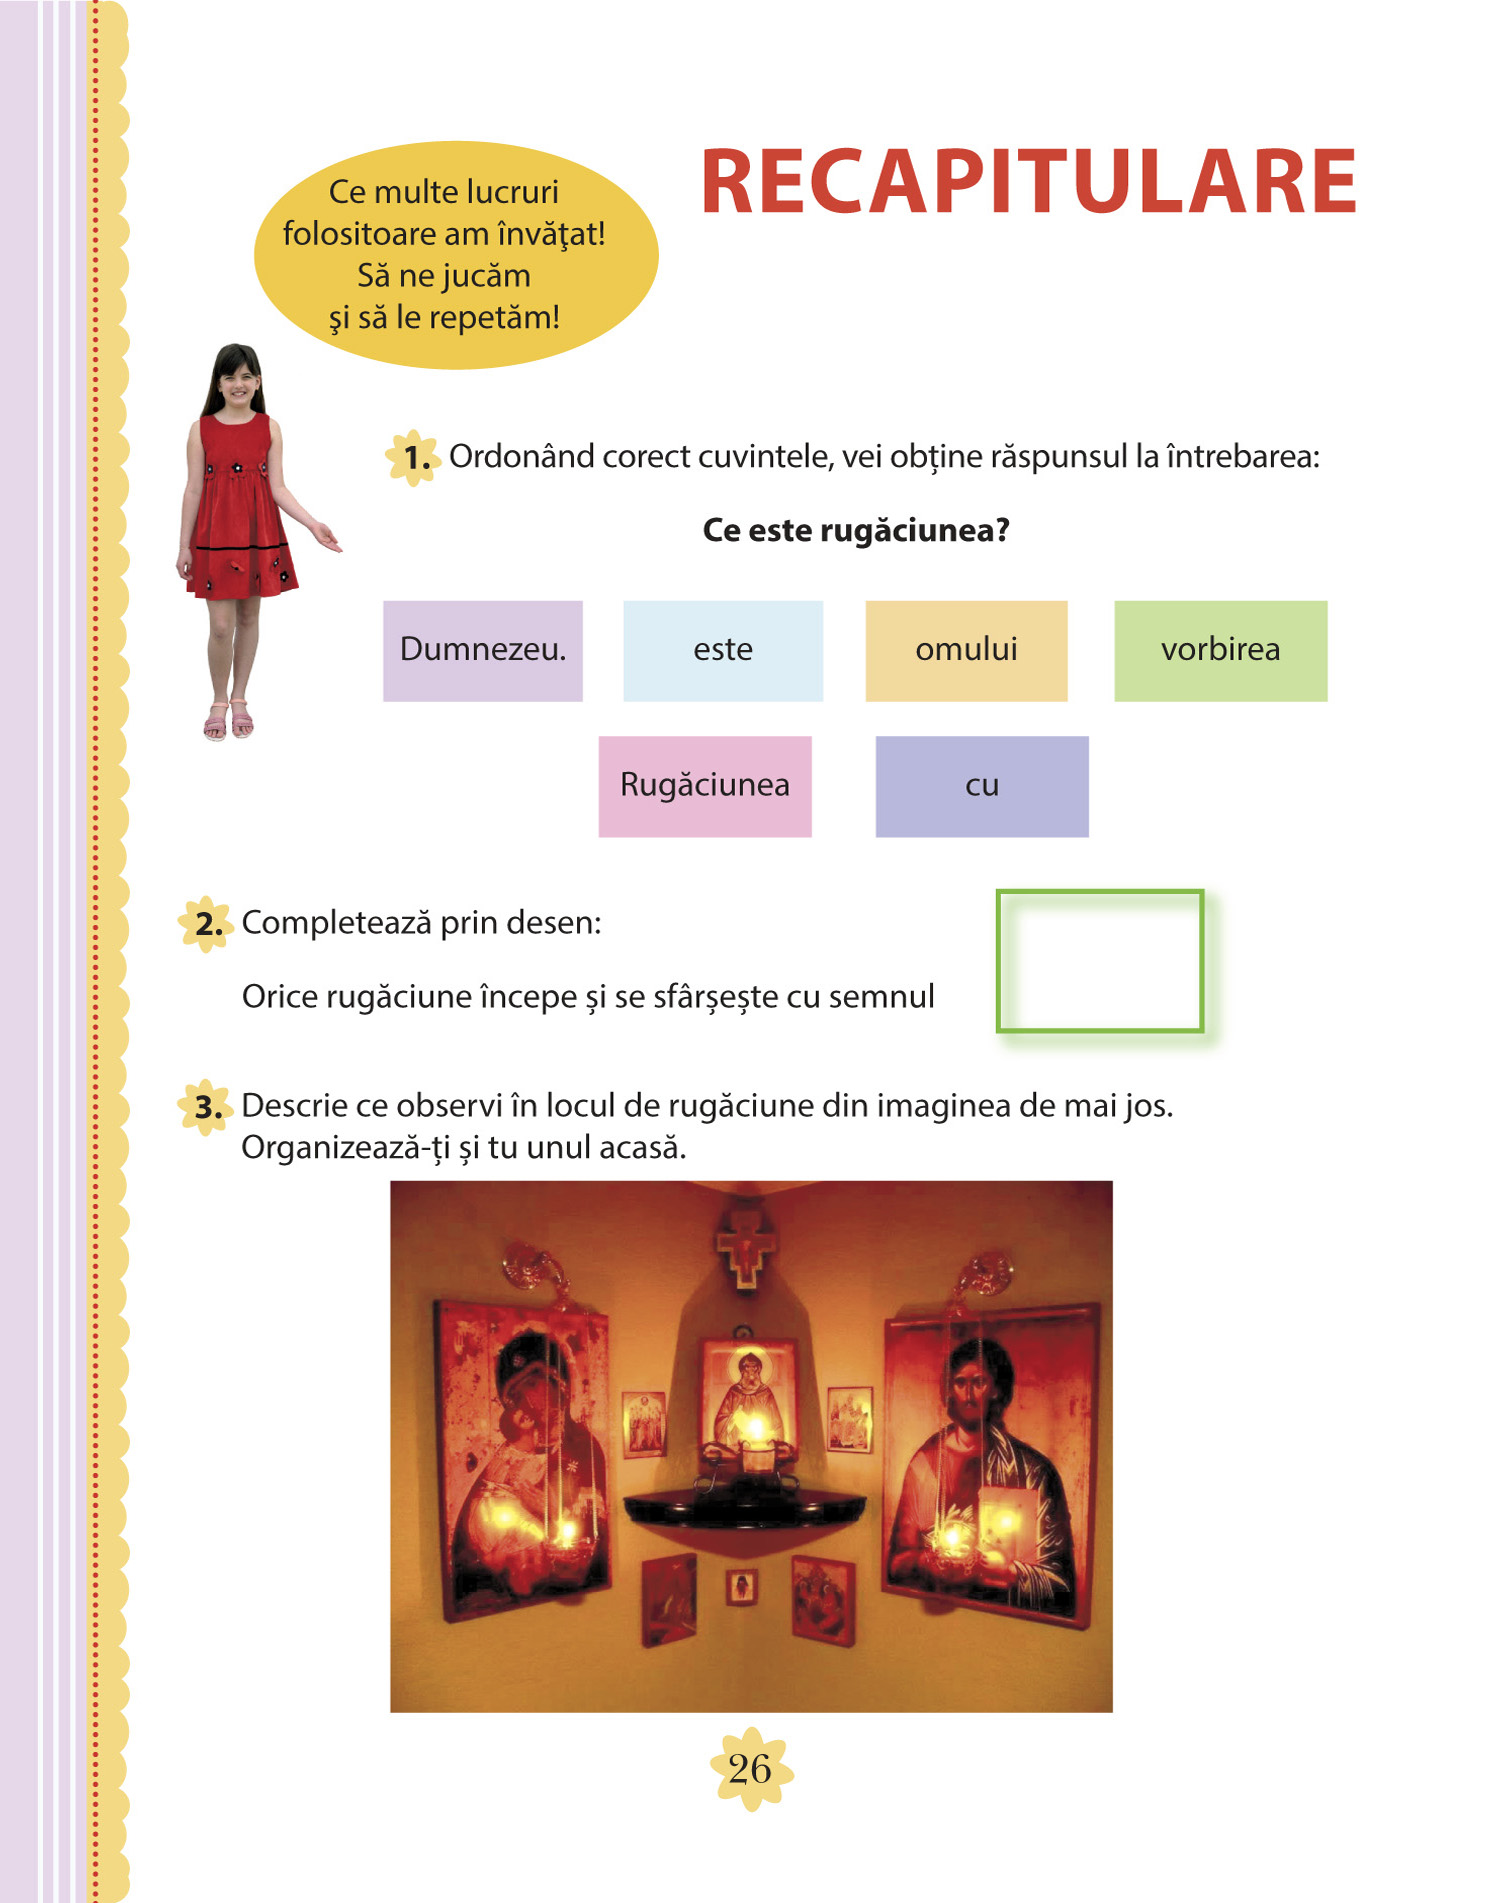 RECAPITULARE
Ce multe lucruri
folositoare am învăţat!
Să ne jucăm
şi să le repetăm!
1. Ordonând corect cuvintele, vei obține răspunsul la întrebarea:
Ce este rugăciunea?
Dumnezeu. este omului vorbirea
Rugăciunea cu
2. Completează prin desen:
Orice rugăciune începe și se sfârșește cu semnul
3. Descrie ce observi în locul de rugăciune din imaginea de mai jos.
Organizează-ți și tu unul acasă.
26